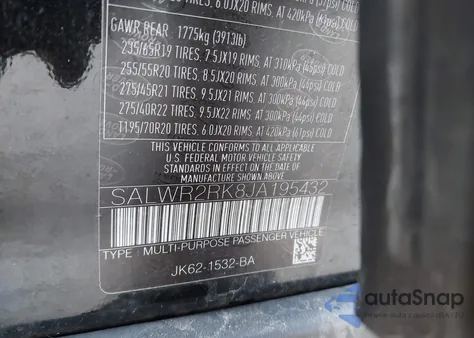 GAWR REAR 1775kg (3913lb)
235/65R19 TIRES, 7.5JX19 RIMS, AT 310kPa (45psi) COLD
255/55R20 TIRES, 8.5JX20 RIMS, AT 300kPa (44psi) COLD
275/45R21 TIRES, 9.5JX21 RIMS, AT 300kPa (44psi) COLD
275/40R22 TIRES, 9.5JX22 RIMS, AT 300kPa (44psi) COLD
T195/70R20 TIRES, 6.0JX20 RIMS, AT 420kPa (61psi) COLD
THIS VEHICLE CONFORMS TO ALL APPLICABLE
U.S. FEDERAL MOTOR VEHICLE SAFETY
STANDARDS IN EFFECT ON THE DATE OF
MANUFACTURE SHOWN ABOVE.
SALWR2RK8JA195432
TYPE: MULTI-PURPOSE PASSENGER VEHICLE
JK62-1532-BA
autoSnap